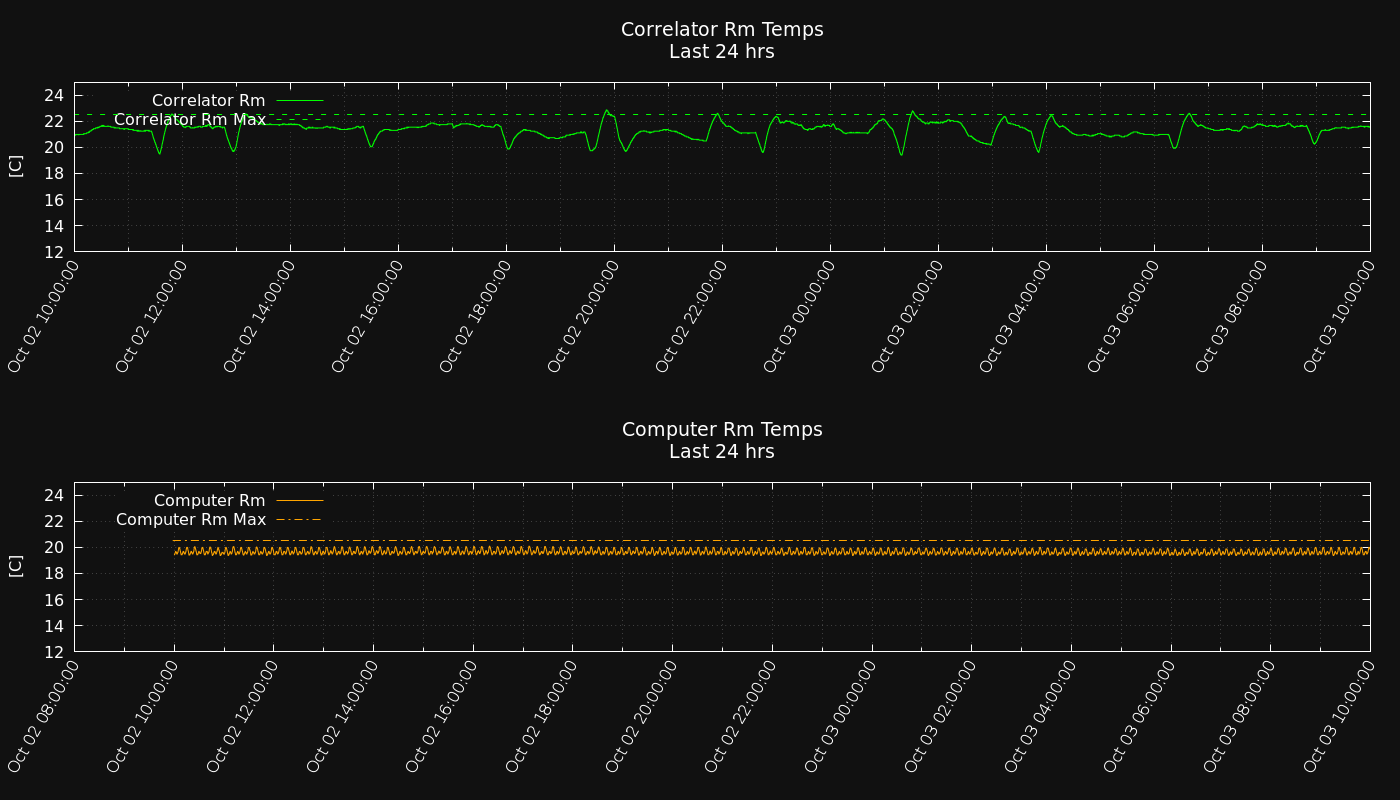 Correlator Rm Temps
Last 24 hrs
Correlator Rm
Correlator Rm Max
[C]
24
22
20
18
16
14
12
Oct 02 10:00:00
Oct 02 12:00:00
Oct 02 14:00:00
Oct 02 16:00:00
Oct 02 18:00:00
Oct 02 20:00:00
Oct 02 22:00:00
Oct 03 00:00:00
Oct 03 02:00:00
Oct 03 04:00:00
Oct 03 06:00:00
Oct 03 08:00:00
Oct 03 10:00:00
Computer Rm Temps
Last 24 hrs
Computer Rm
Computer Rm Max
[C]
24
22
20
18
16
14
12
Oct 02 08:00:00
Oct 02 10:00:00
Oct 02 12:00:00
Oct 02 14:00:00
Oct 02 16:00:00
Oct 02 18:00:00
Oct 02 20:00:00
Oct 02 22:00:00
Oct 03 00:00:00
Oct 03 02:00:00
Oct 03 04:00:00
Oct 03 06:00:00
Oct 03 08:00:00
Oct 03 10:00:00